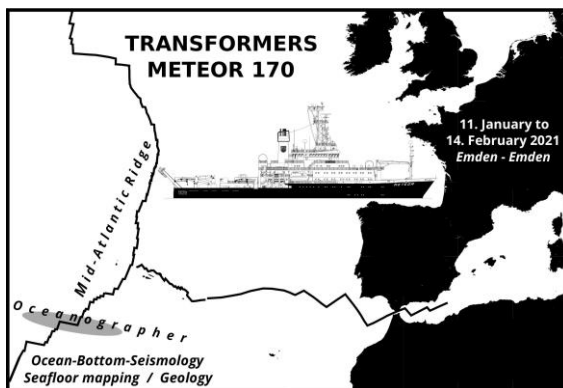 TRANSFORMERS
METEOR 170
11. January to
14. February 2021
Emden - Emden
METEOR
Mid-Atlantic Ridge
Oceanographer
Ocean-Bottom-Seismology
Seafloor mapping / Geology